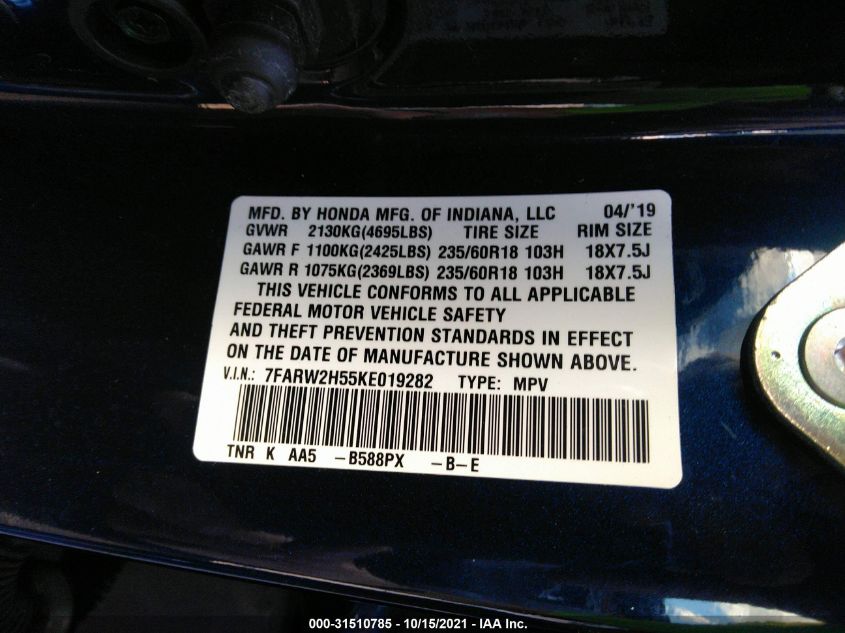 MFD. BY HONDA MFG. OF INDIANA, LLC 04/'19
GVWR 2130KG(4695LBS) TIRE SIZE RIM SIZE
GAWR F 1100KG(2425LBS) 235/60R18 103H 18X7.5J
GAWR R 1075KG(2369LBS) 235/60R18 103H 18X7.5J
THIS VEHICLE CONFORMS TO ALL APPLICABLE
FEDERAL MOTOR VEHICLE SAFETY
AND THEFT PREVENTION STANDARDS IN EFFECT
ON THE DATE OF MANUFACTURE SHOWN ABOVE.
V.I.N.: 7FARW2H55KE019282 TYPE: MPV
TNR K AA5 -B588PX -B-E
000-31510785 - 10/15/2021 - IAA Inc.